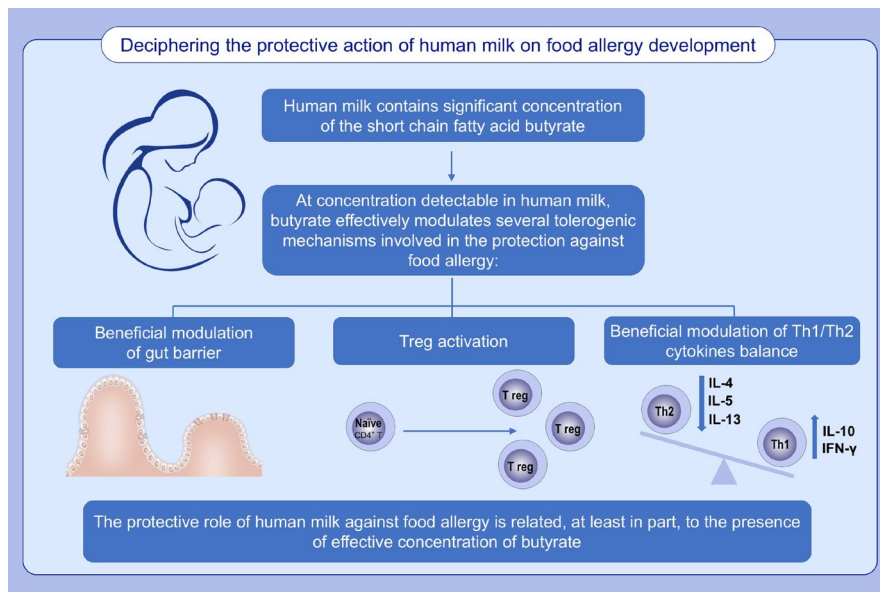 Deciphering the protective action of human milk on food allergy development
Human milk contains significant concentration
of the short chain fatty acid butyrate
At concentration detectable in human milk,
butyrate effectively modulates several tolerogenic
mechanisms involved in the protection against
food allergy:
Beneficial modulation
of gut barrier
Treg activation
Beneficial modulation of Th1/Th2
cytokines balance
Naïve
CD4⁺ T
T reg
T reg
T reg
Th2
IL-4
IL-5
IL-13
Th1
IL-10
IFN-γ
The protective role of human milk against food allergy is related, at least in part, to the presence
of effective concentration of butyrate